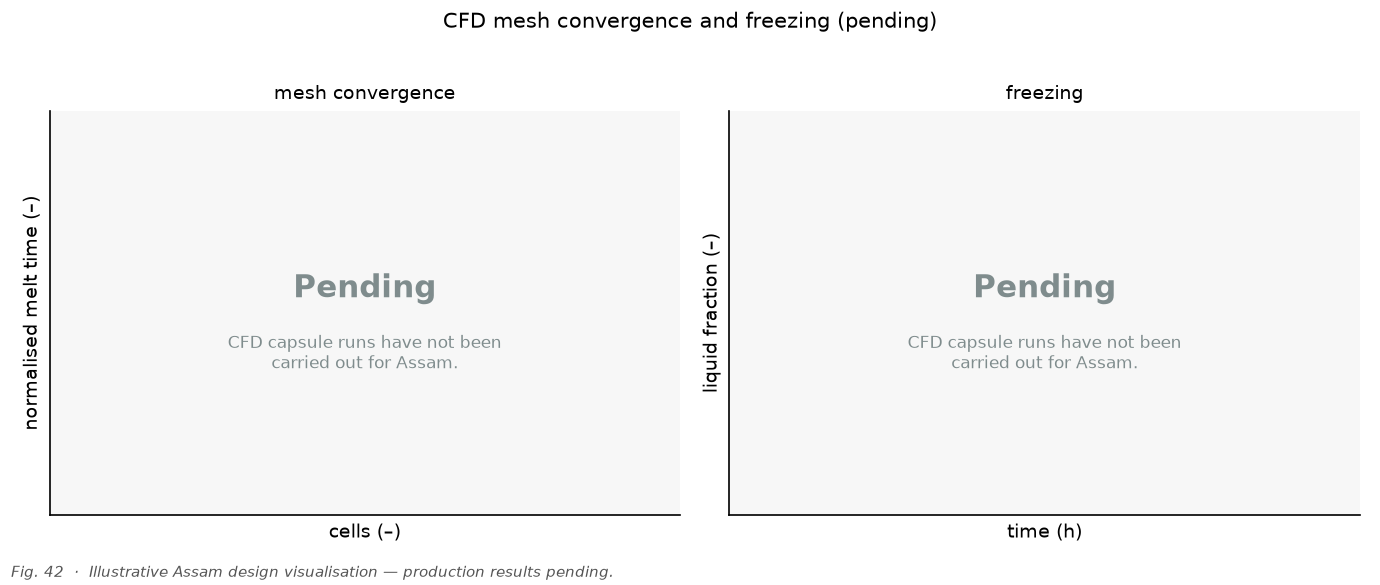 CFD mesh convergence and freezing (pending)
mesh convergence
normalised melt time (–)
Pending
CFD capsule runs have not been
carried out for Assam.
cells (–)
freezing
liquid fraction (–)
Pending
CFD capsule runs have not been
carried out for Assam.
time (h)
Fig. 42 · Illustrative Assam design visualisation — production results pending.